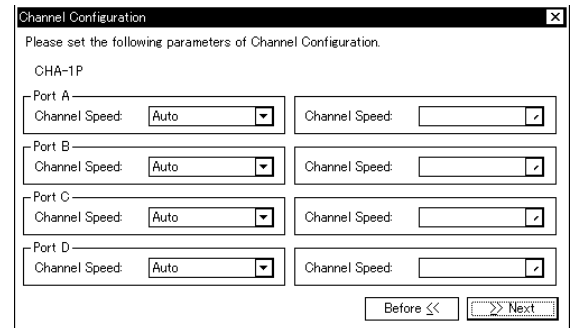 Channel Configuration
Please set the following parameters of Channel Configuration.
CHA-1P
Port A
Channel Speed: Auto Channel Speed:
Port B
Channel Speed: Auto Channel Speed:
Port C
Channel Speed: Auto Channel Speed:
Port D
Channel Speed: Auto Channel Speed:
Before << >> Next